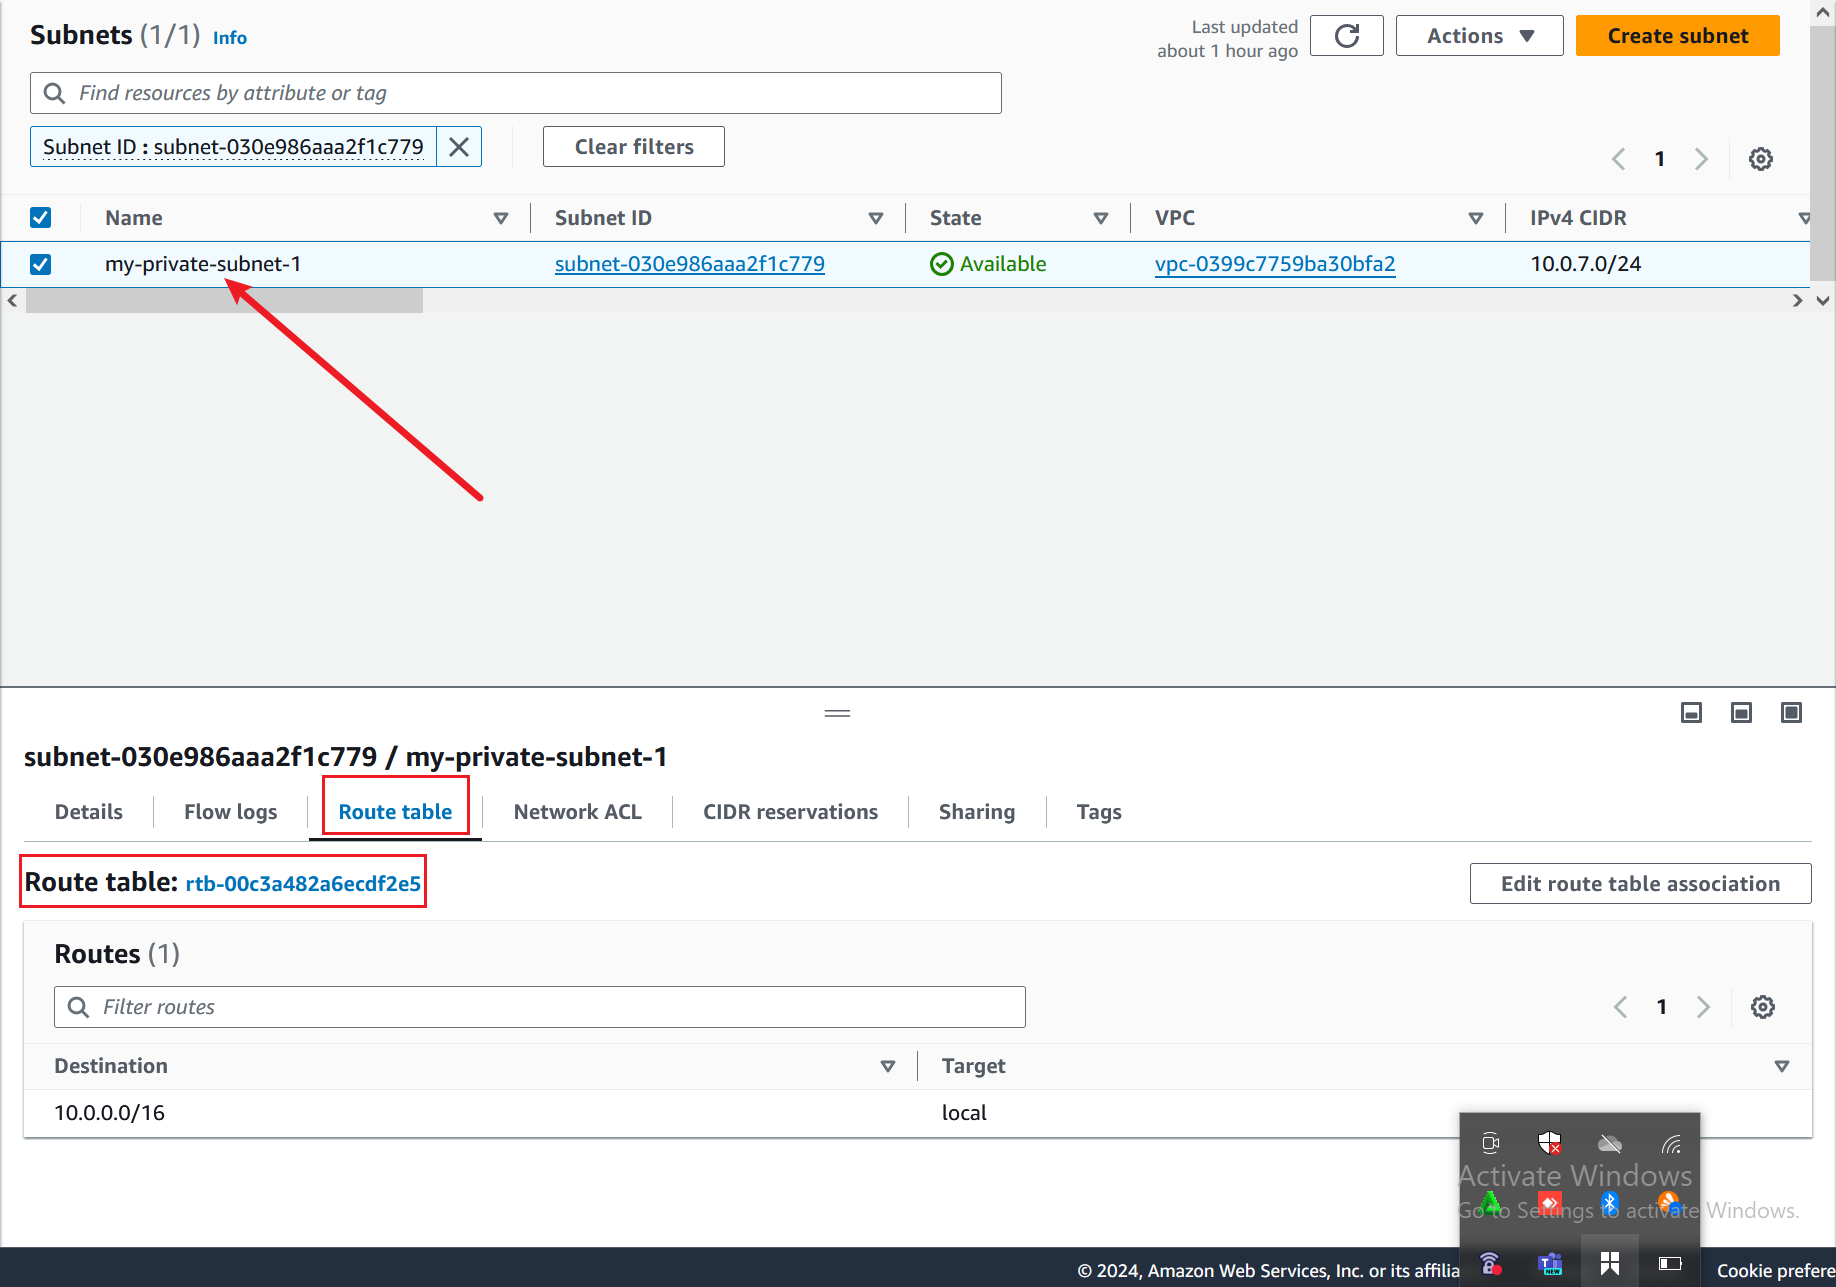 Subnets (1/1) Info
Last updated
about 1 hour ago
Actions
Create subnet
Find resources by attribute or tag
Subnet ID : subnet-030e986aaa2f1c779
Clear filters
1
Name Subnet ID State VPC IPv4 CIDR
my-private-subnet-1 subnet-030e986aaa2f1c779 Available vpc-0399c7759ba30bfa2 10.0.7.0/24
subnet-030e986aaa2f1c779 / my-private-subnet-1
Details Flow logs Route table Network ACL CIDR reservations Sharing Tags
Route table: rtb-00c3a482a6ecdf2e5
Edit route table association
Routes (1)
Filter routes
1
Destination Target
10.0.0.0/16 local
Activate Windows
Go to Settings to activate Windows.
© 2024, Amazon Web Services, Inc. or its affilia
Cookie prefere